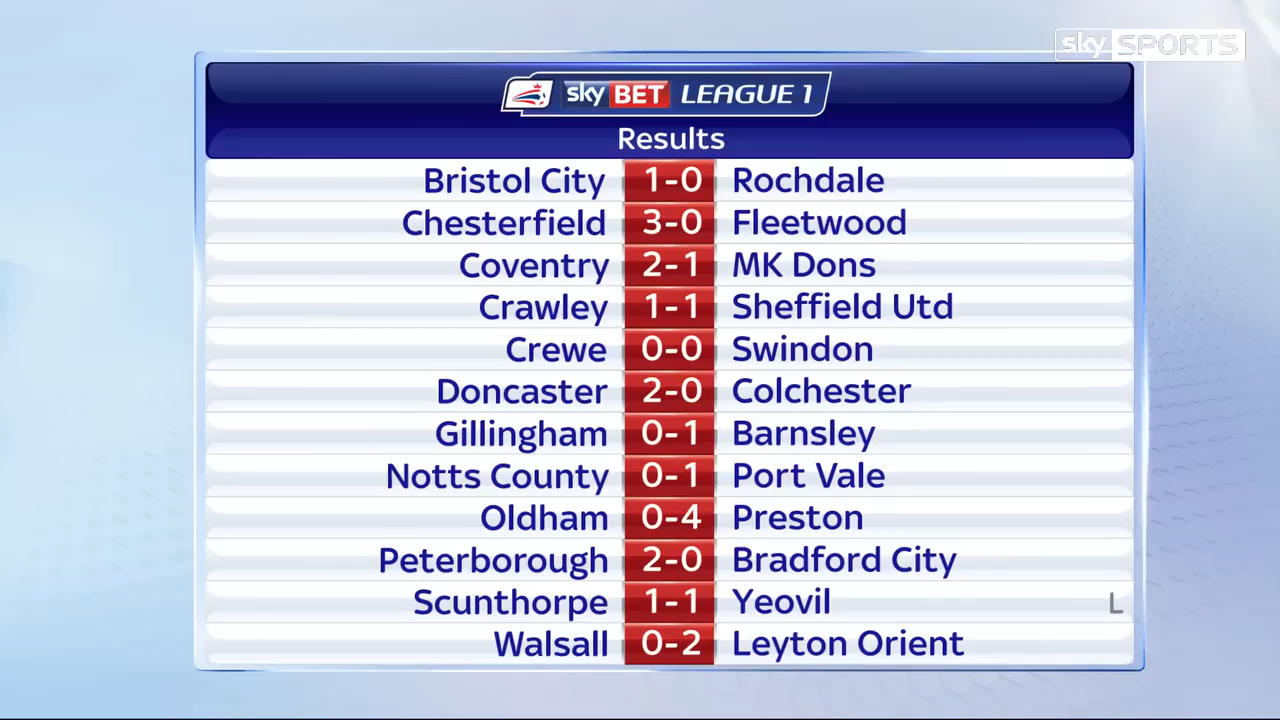 sky SPORTS
sky BET LEAGUE 1
Results
Bristol City 1-0 Rochdale
Chesterfield 3-0 Fleetwood
Coventry 2-1 MK Dons
Crawley 1-1 Sheffield Utd
Crewe 0-0 Swindon
Doncaster 2-0 Colchester
Gillingham 0-1 Barnsley
Notts County 0-1 Port Vale
Oldham 0-4 Preston
Peterborough 2-0 Bradford City
Scunthorpe 1-1 Yeovil L
Walsall 0-2 Leyton Orient